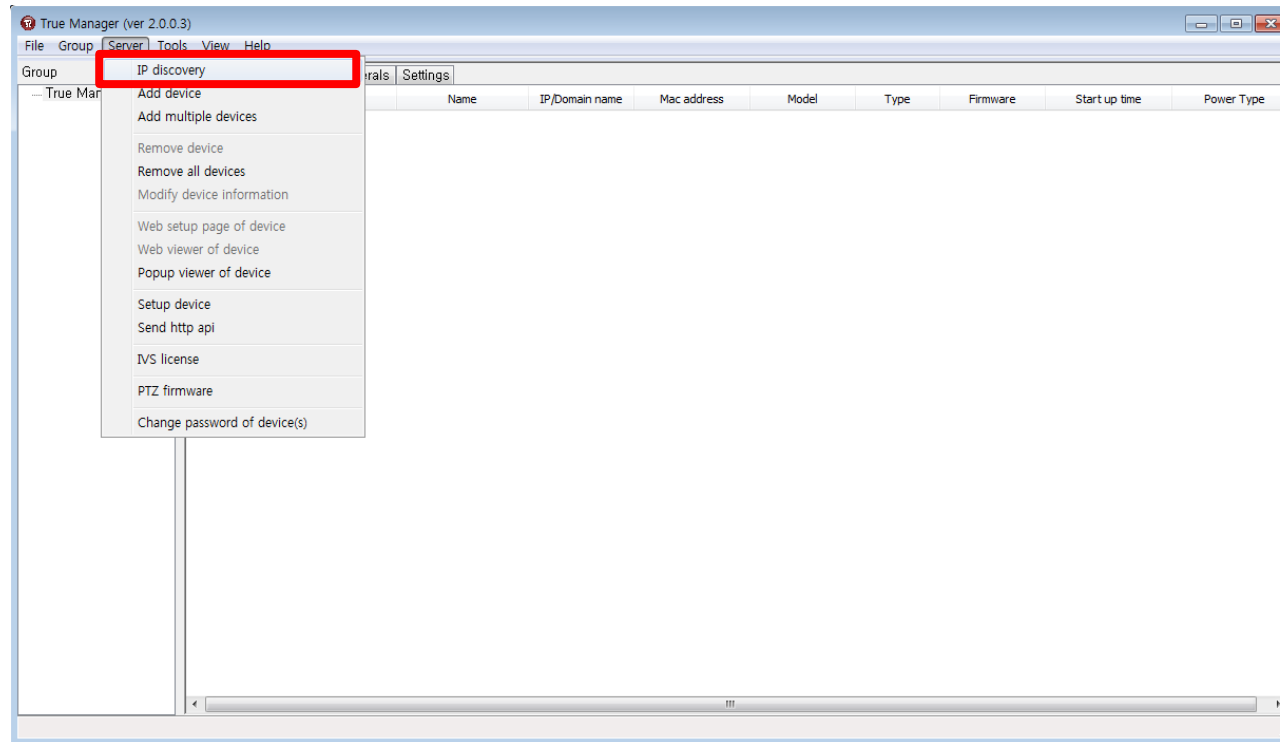 True Manager (ver 2.0.0.3)
File Group Server Tools View Help
Group
IP discovery
erals Settings
True Mar
Add device
Name IP/Domain name Mac address Model Type Firmware Start up time Power Type
Add multiple devices
Remove device
Remove all devices
Modify device information
Web setup page of device
Web viewer of device
Popup viewer of device
Setup device
Send http api
IVS license
PTZ firmware
Change password of device(s)